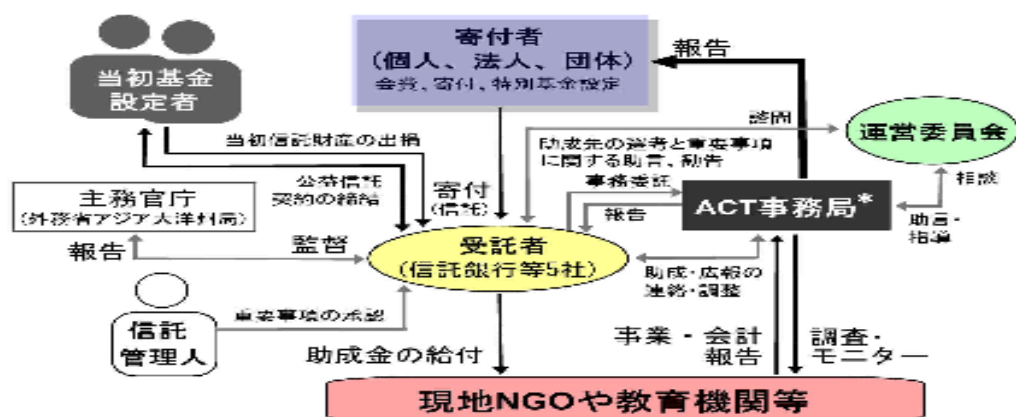 当初基金
設定者
寄付者
(個人、法人、団体)
会費、寄付、特別基金設定
報告
諮問
運営委員会
当初信託財産の出捐
助成先の選考と重要事項
に関する助言、勧告
公益信託
契約の締結
寄付
(信託)
事務委託
報告
ACT事務局*
相談
助言・
指導
主務官庁
(外務省アジア大洋州局)
報告
監督
受託者
(信託銀行等5社)
助成・広報の
連絡・調整
信託
管理人
重要事項の承認
助成金の給付
事業・会計
報告
調査・
モニター
現地NGOや教育機関等